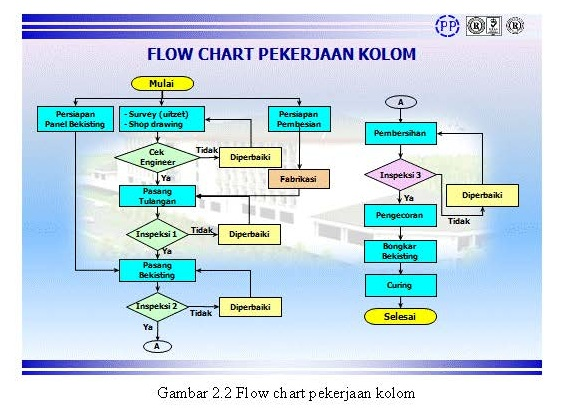 PP
FLOW CHART PEKERJAAN KOLOM
Mulai
Persiapan
Panel Bekisting
- Survey (uitzet)
- Shop drawing
Persiapan
Pembesian
Cek
Engineer
Tidak
Diperbaiki
Ya
Fabrikasi
Pasang
Tulangan
Inspeksi 1
Tidak
Diperbaiki
Ya
Pasang
Bekisting
Inspeksi 2
Tidak
Diperbaiki
Ya
A
A
Pembersihan
Inspeksi 3
Diperbaiki
Ya
Tidak
Pengecoran
Bongkar
Bekisting
Curing
Selesai
Gambar 2.2 Flow chart pekerjaan kolom